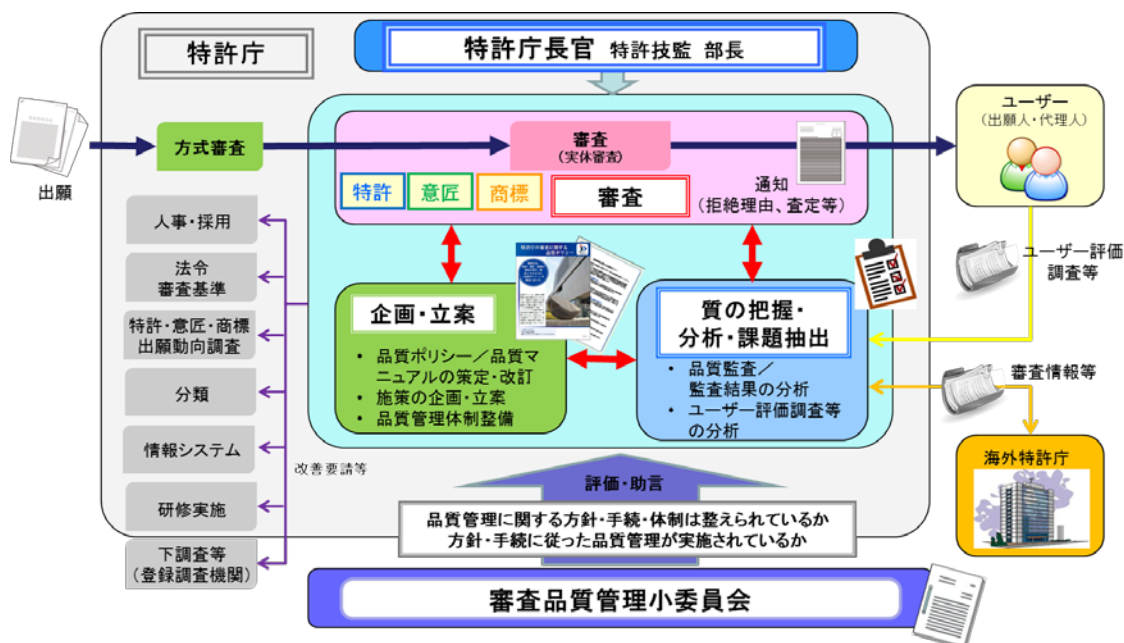 特許庁
特許庁長官 特許技監 部長
出願
方式審査
審査
(実体審査)
特許
意匠
商標
審査
通知
(拒絶理由、査定等)
ユーザー
(出願人・代理人)
人事・採用
法令
審査基準
特許・意匠・商標
出願動向調査
分類
情報システム
研修実施
下調査等
(登録調査機関)
改善要請等
企画・立案
• 品質ポリシー/品質マ
ニュアルの策定・改訂
• 施策の企画・立案
• 品質管理体制整備
質の把握・
分析・課題抽出
• 品質監査/
監査結果の分析
• ユーザー評価調査等
の分析
ユーザー評価
調査等
審査情報等
海外特許庁
評価・助言
品質管理に関する方針・手続・体制は整えられているか
方針・手続に従った品質管理が実施されているか
審査品質管理小委員会